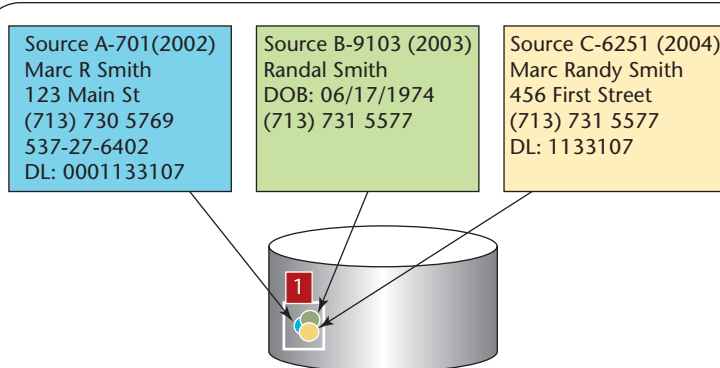 Source A-701(2002)
Marc R Smith
123 Main St
(713) 730 5769
537-27-6402
DL: 0001133107
Source B-9103 (2003)
Randal Smith
DOB: 06/17/1974
(713) 731 5577
Source C-6251 (2004)
Marc Randy Smith
456 First Street
(713) 731 5577
DL: 1133107
1